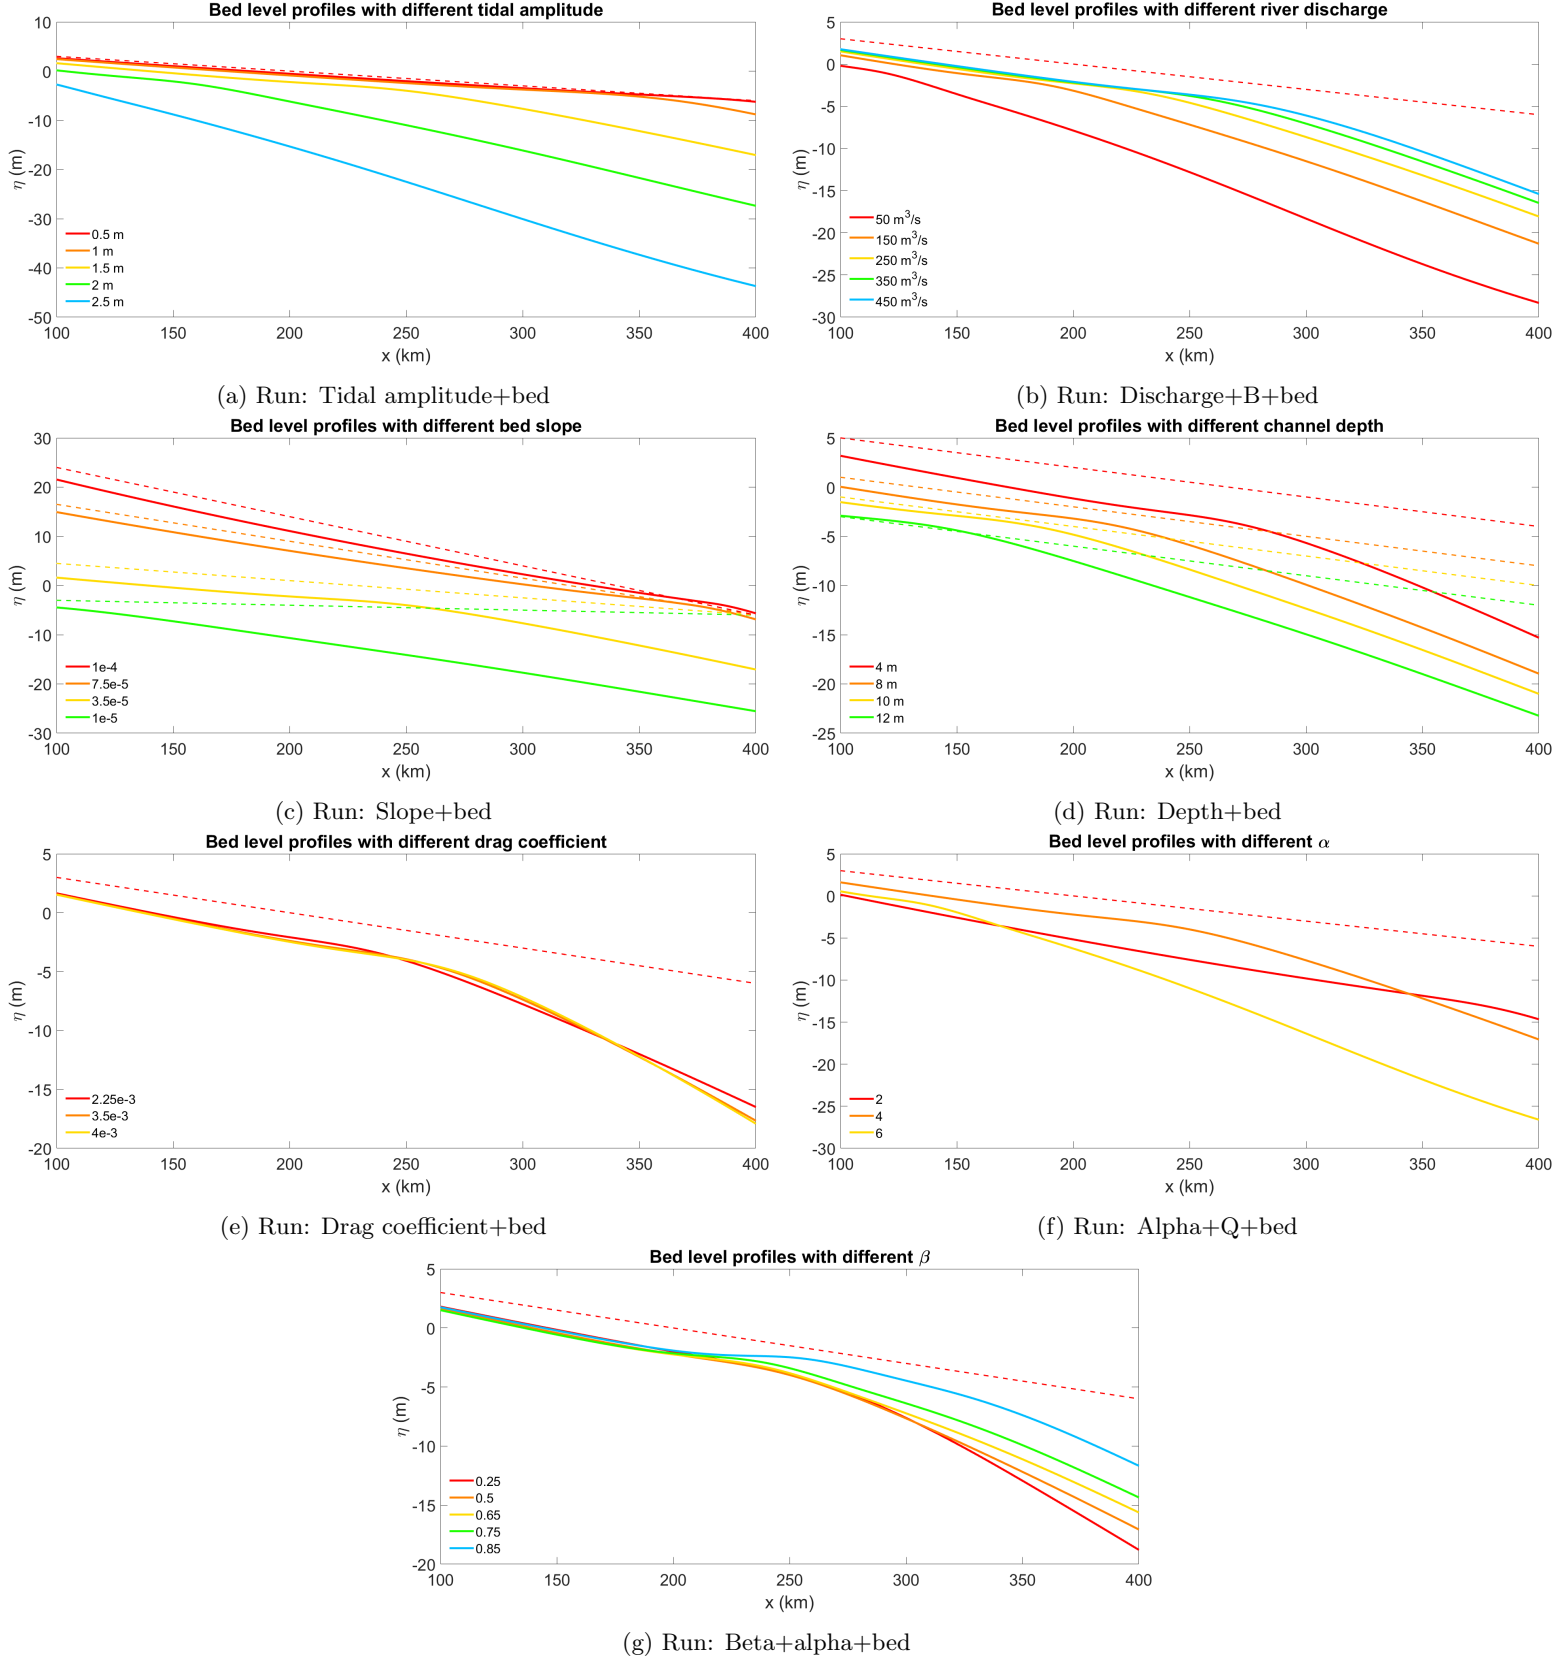 Bed level profiles with different tidal amplitude
10
0
-10
-20
-30
-40
-50
η (m)
0.5 m
1 m
1.5 m
2 m
2.5 m
100 150 200 250 300 350 400
x (km)
(a) Run: Tidal amplitude+bed
Bed level profiles with different river discharge
5
0
-5
-10
-15
-20
-25
-30
η (m)
50 m³/s
150 m³/s
250 m³/s
350 m³/s
450 m³/s
100 150 200 250 300 350 400
x (km)
(b) Run: Discharge+B+bed
Bed level profiles with different bed slope
30
20
10
0
-10
-20
-30
η (m)
1e-4
7.5e-5
3.5e-5
1e-5
100 150 200 250 300 350 400
x (km)
(c) Run: Slope+bed
Bed level profiles with different channel depth
5
0
-5
-10
-15
-20
-25
η (m)
4 m
8 m
10 m
12 m
100 150 200 250 300 350 400
x (km)
(d) Run: Depth+bed
Bed level profiles with different drag coefficient
5
0
-5
-10
-15
-20
η (m)
2.25e-3
3.5e-3
4e-3
100 150 200 250 300 350 400
x (km)
(e) Run: Drag coefficient+bed
Bed level profiles with different α
5
0
-5
-10
-15
-20
-25
-30
η (m)
2
4
6
100 150 200 250 300 350 400
x (km)
(f) Run: Alpha+Q+bed
Bed level profiles with different β
5
0
-5
-10
-15
-20
η (m)
0.25
0.5
0.65
0.75
0.85
100 150 200 250 300 350 400
x (km)
(g) Run: Beta+alpha+bed